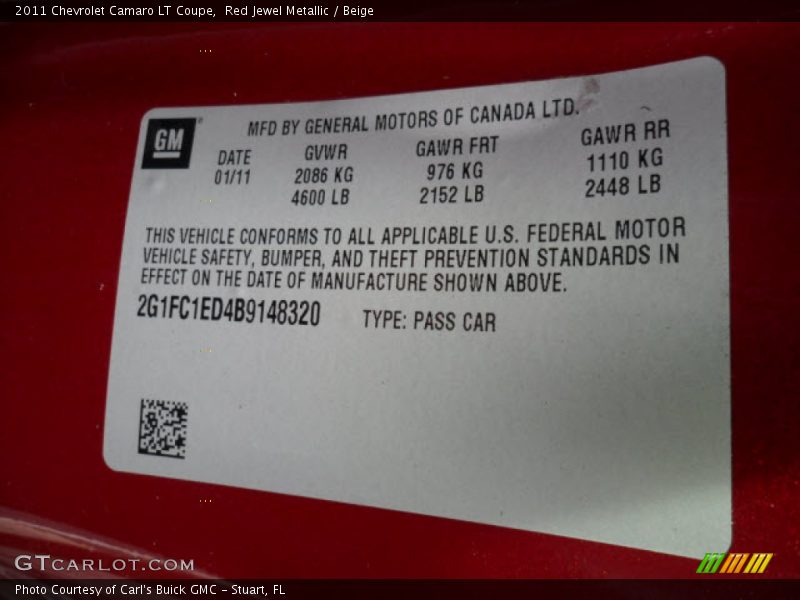 2011 Chevrolet Camaro LT Coupe,  Red Jewel Metallic / Beige
GM
MFD BY GENERAL MOTORS OF CANADA LTD.
DATE GVWR GAWR FRT GAWR RR
01/11 2086 KG 976 KG 1110 KG
4600 LB 2152 LB 2448 LB
THIS VEHICLE CONFORMS TO ALL APPLICABLE U.S. FEDERAL MOTOR
VEHICLE SAFETY, BUMPER, AND THEFT PREVENTION STANDARDS IN
EFFECT ON THE DATE OF MANUFACTURE SHOWN ABOVE.
2G1FC1ED4B9148320 TYPE: PASS CAR
GTCARLOT.COM
Photo Courtesy of Carl's Buick GMC - Stuart, FL